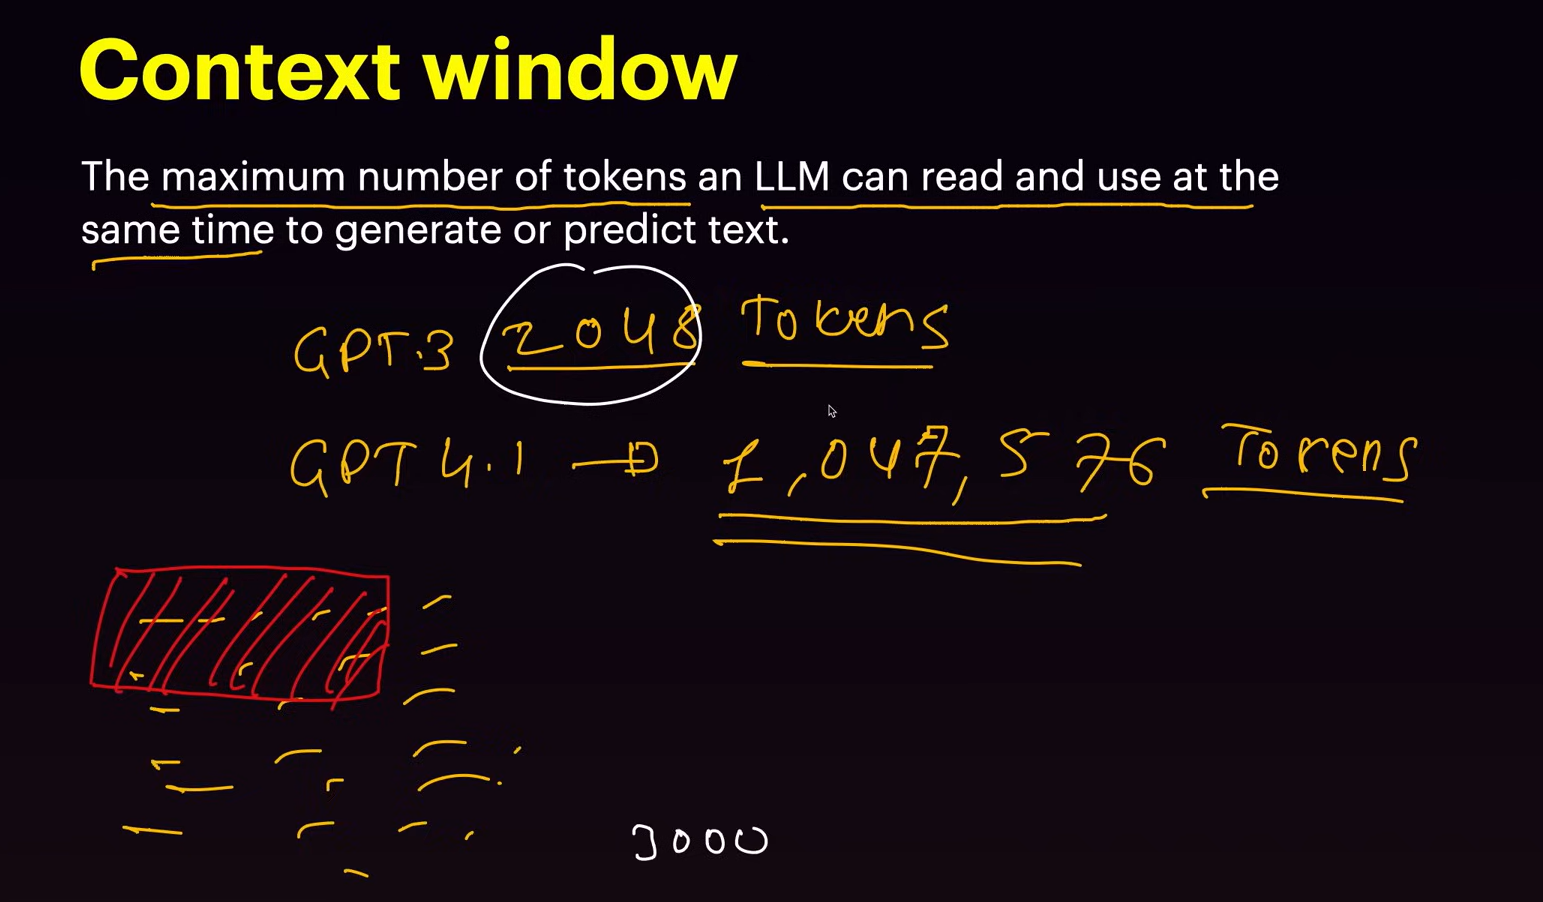 Context window
The maximum number of tokens an LLM can read and use at the
same time to generate or predict text.
GPT.3 2048 Tokens
GPT 4.1 → 1,047,576 Tokens
3000